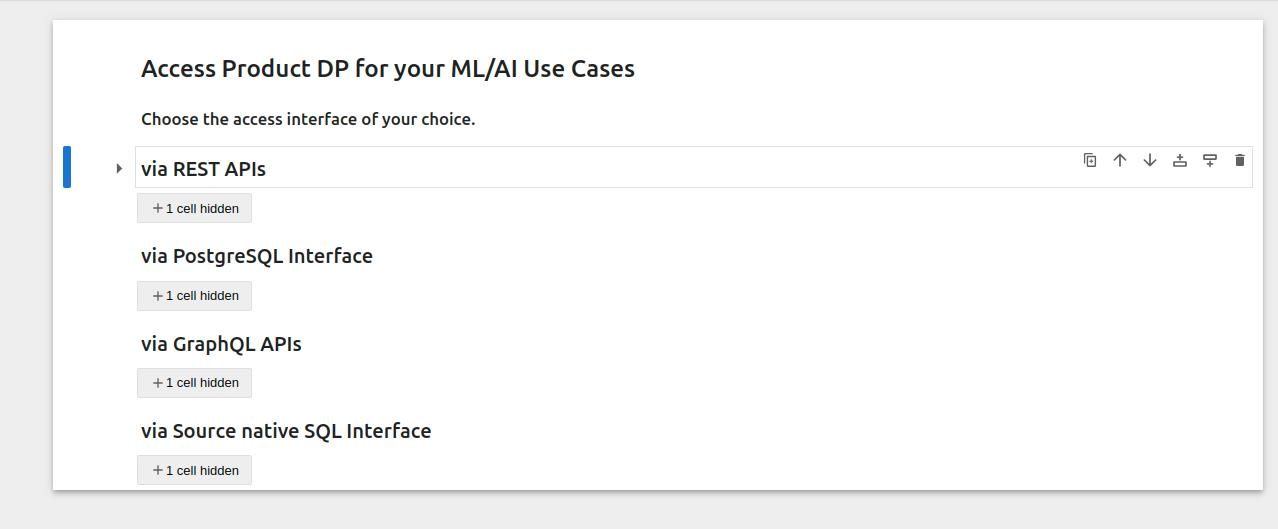 Access Product DP for your ML/AI Use Cases
Choose the access interface of your choice.
via REST APIs
+ 1 cell hidden
via PostgreSQL Interface
+ 1 cell hidden
via GraphQL APIs
+ 1 cell hidden
via Source native SQL Interface
+ 1 cell hidden